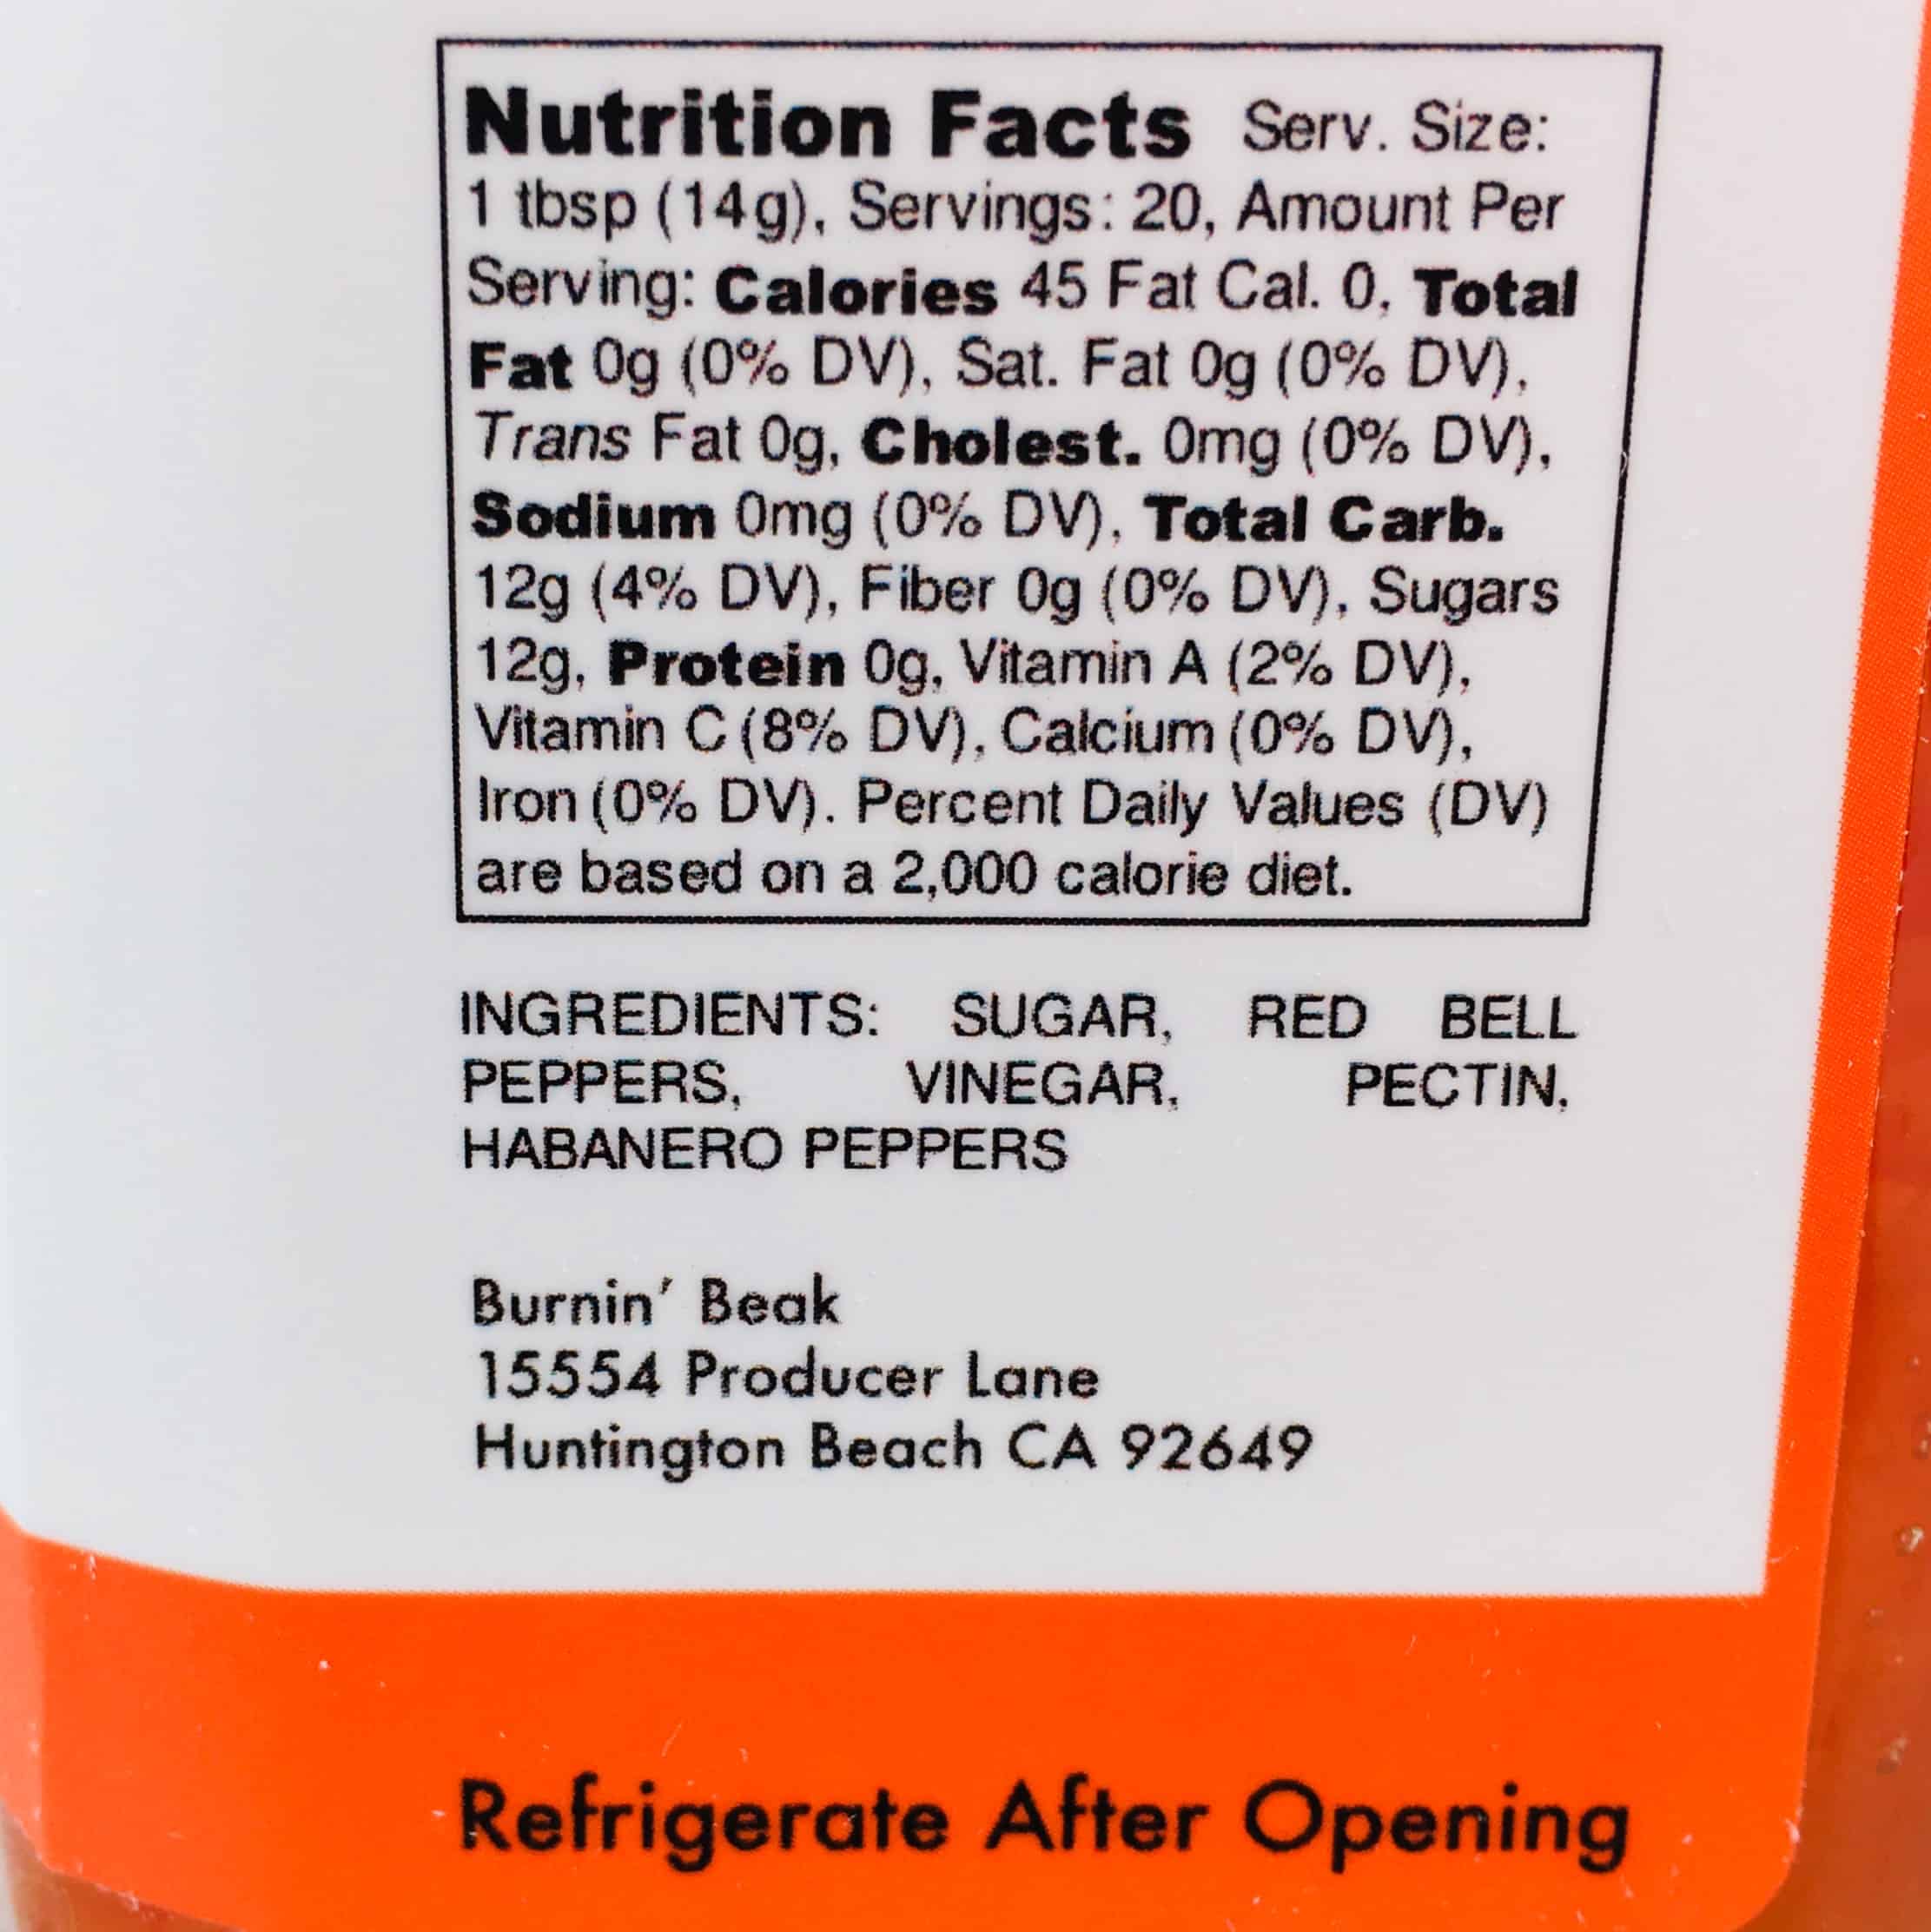 Nutrition Facts Serv. Size:
1 tbsp (14g), Servings: 20, Amount Per
Serving: Calories 45 Fat Cal. 0, Total
Fat 0g (0% DV), Sat. Fat 0g (0% DV),
Trans Fat 0g, Cholest. 0mg (0% DV),
Sodium 0mg (0% DV), Total Carb.
12g (4% DV), Fiber 0g (0% DV), Sugars
12g, Protein 0g, Vitamin A (2% DV),
Vitamin C (8% DV), Calcium (0% DV),
Iron (0% DV). Percent Daily Values (DV)
are based on a 2,000 calorie diet.
INGREDIENTS: SUGAR, RED BELL
PEPPERS, VINEGAR, PECTIN,
HABANERO PEPPERS
Burnin' Beak
15554 Producer Lane
Huntington Beach CA 92649
Refrigerate After Opening